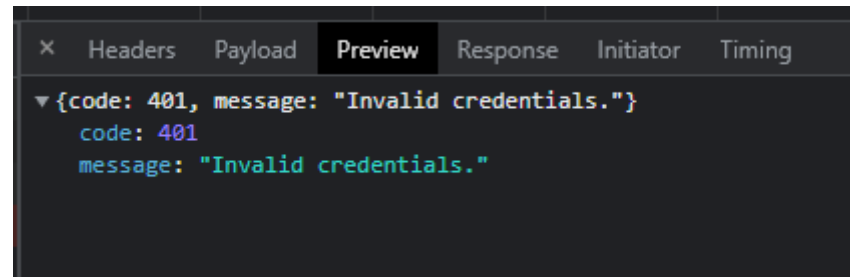 × Headers Payload Preview Response Initiator Timing
▼{code: 401, message: "Invalid credentials."}
code: 401
message: "Invalid credentials."